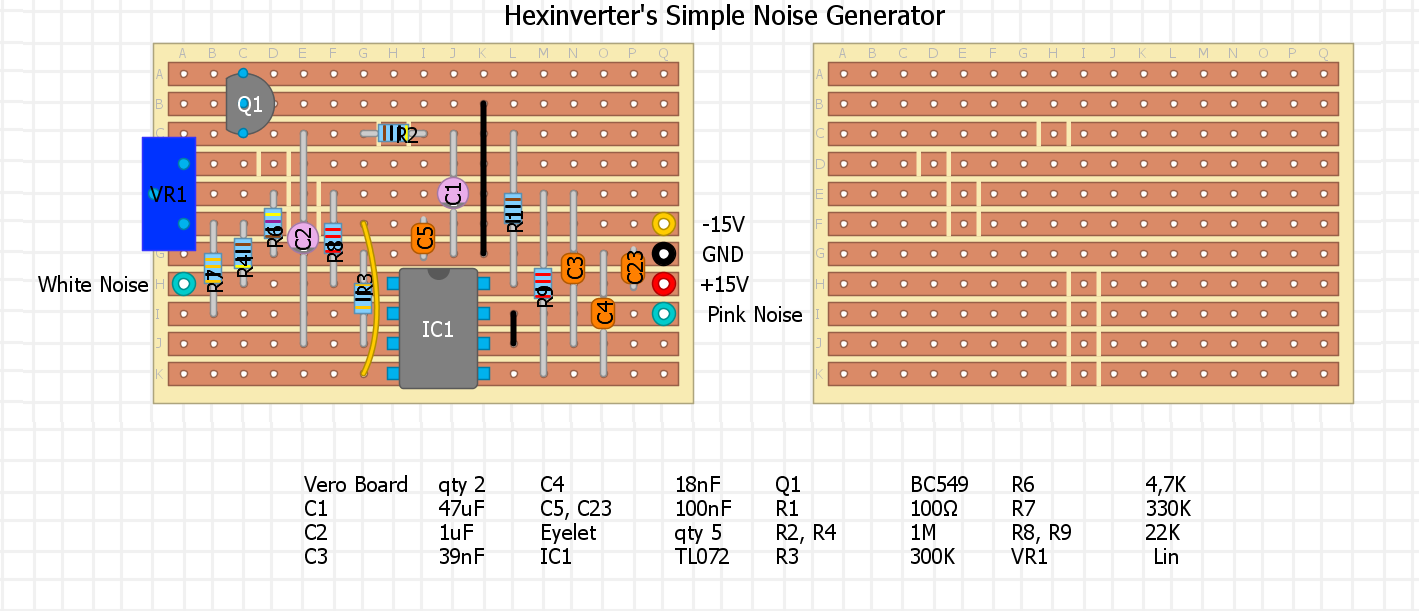 Hexinverter's Simple Noise Generator
A B C D E F G H I J K L M N O P Q
A B C D E F G H I J K L M N O P Q
A
A
B
Q1
B
C
R2
C
D
D
VR1
C1
E
E
R1
F
R6
C2
R8
C5
-15V
F
G
R4
GND
G
White Noise
H
R7
R3
R9
C3
C23
+15V
H
I
IC1
C4
Pink Noise
I
J
J
K
K
Vero Board qty 2 C4 18nF Q1 BC549 R6 4,7K
C1 47uF C5, C23 100nF R1 100Ω R7 330K
C2 1uF Eyelet qty 5 R2, R4 1M R8, R9 22K
C3 39nF IC1 TL072 R3 300K VR1 Lin